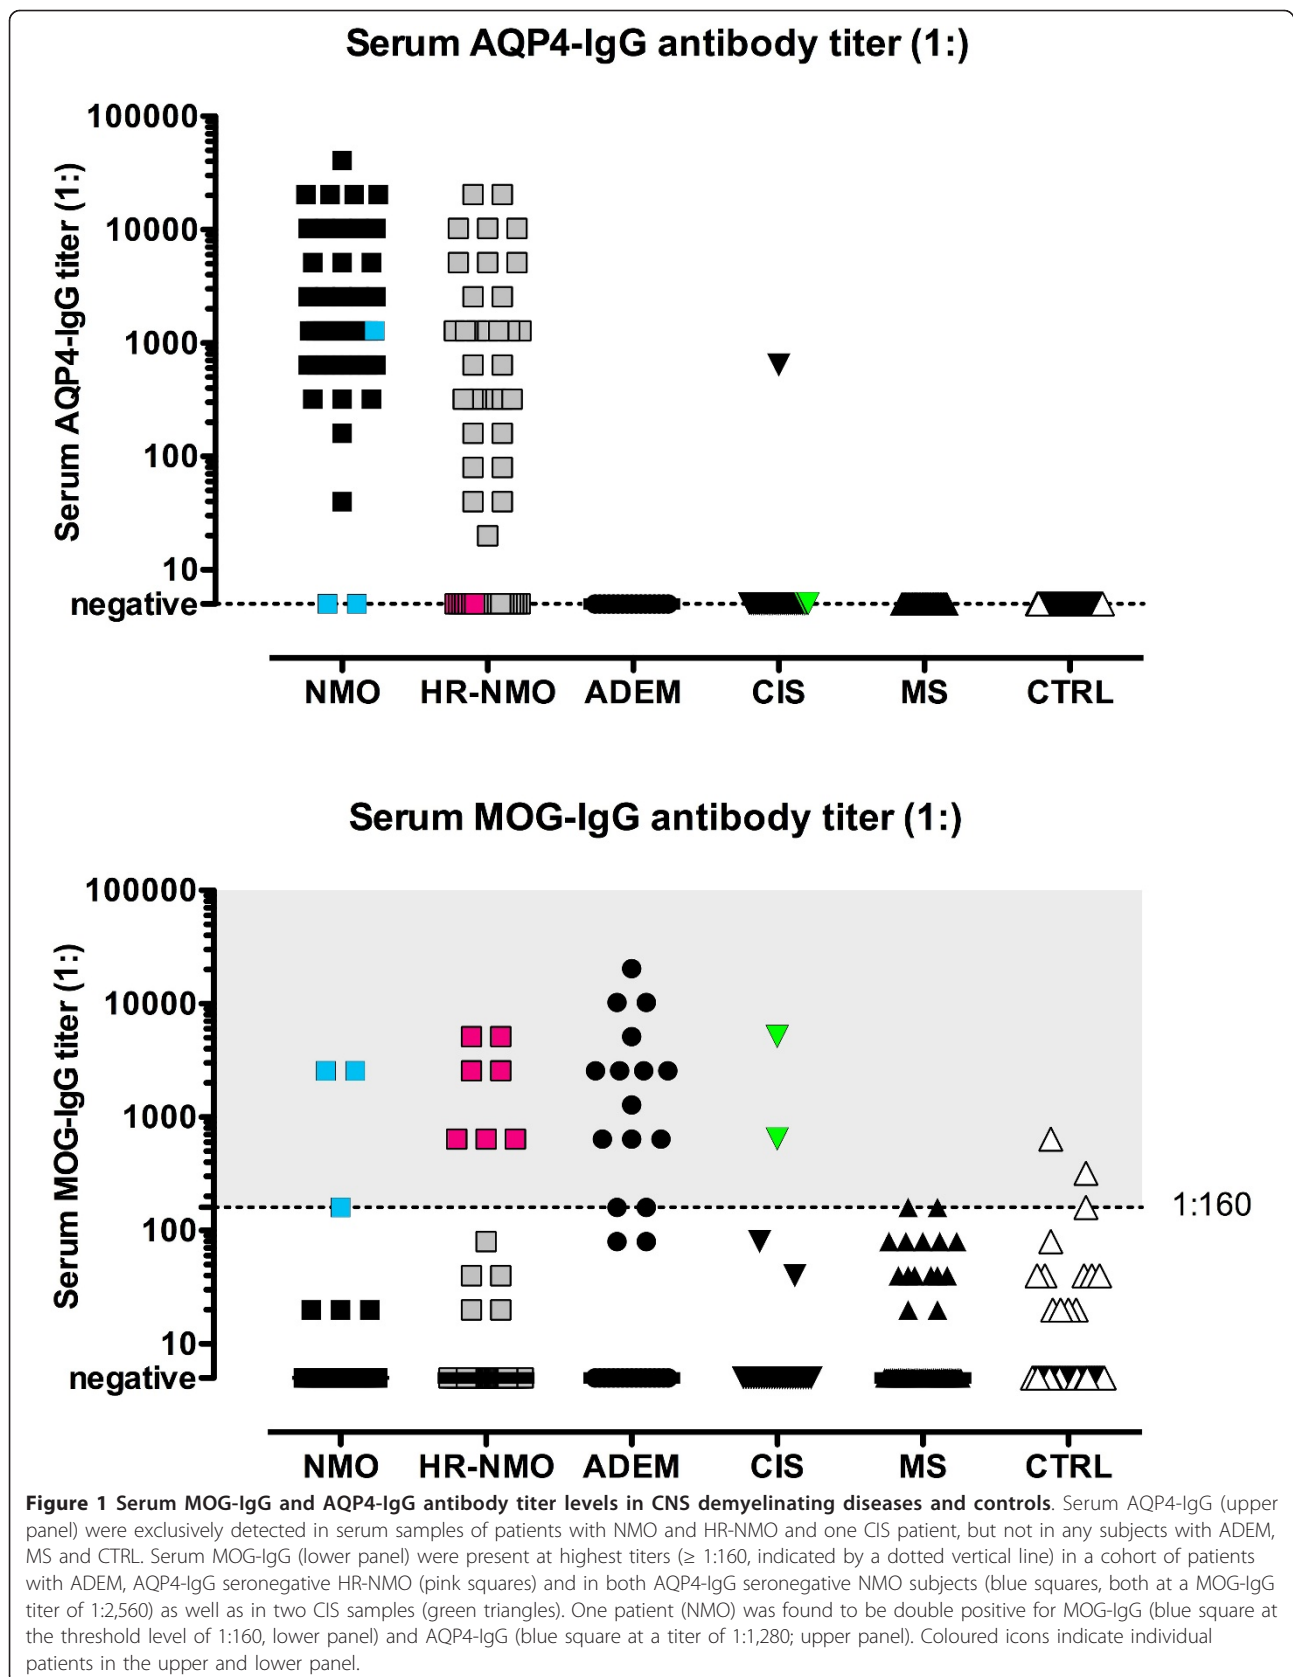 Serum AQP4-IgG antibody titer (1:)
Serum AQP4-IgG titer (1:)
100000
10000
1000
100
10
negative
NMO HR-NMO ADEM CIS MS CTRL
Serum MOG-IgG antibody titer (1:)
Serum MOG-IgG titer (1:)
100000
10000
1000
1:160
100
10
negative
NMO HR-NMO ADEM CIS MS CTRL
Figure 1 Serum MOG-IgG and AQP4-IgG antibody titer levels in CNS demyelinating diseases and controls. Serum AQP4-IgG (upper
panel) were exclusively detected in serum samples of patients with NMO and HR-NMO and one CIS patient, but not in any subjects with ADEM,
MS and CTRL. Serum MOG-IgG (lower panel) were present at highest titers (≥ 1:160, indicated by a dotted vertical line) in a cohort of patients
with ADEM, AQP4-IgG seronegative HR-NMO (pink squares) and in both AQP4-IgG seronegative NMO subjects (blue squares, both at a MOG-IgG
titer of 1:2,560) as well as in two CIS samples (green triangles). One patient (NMO) was found to be double positive for MOG-IgG (blue square at
the threshold level of 1:160, lower panel) and AQP4-IgG (blue square at a titer of 1:1,280; upper panel). Coloured icons indicate individual
patients in the upper and lower panel.